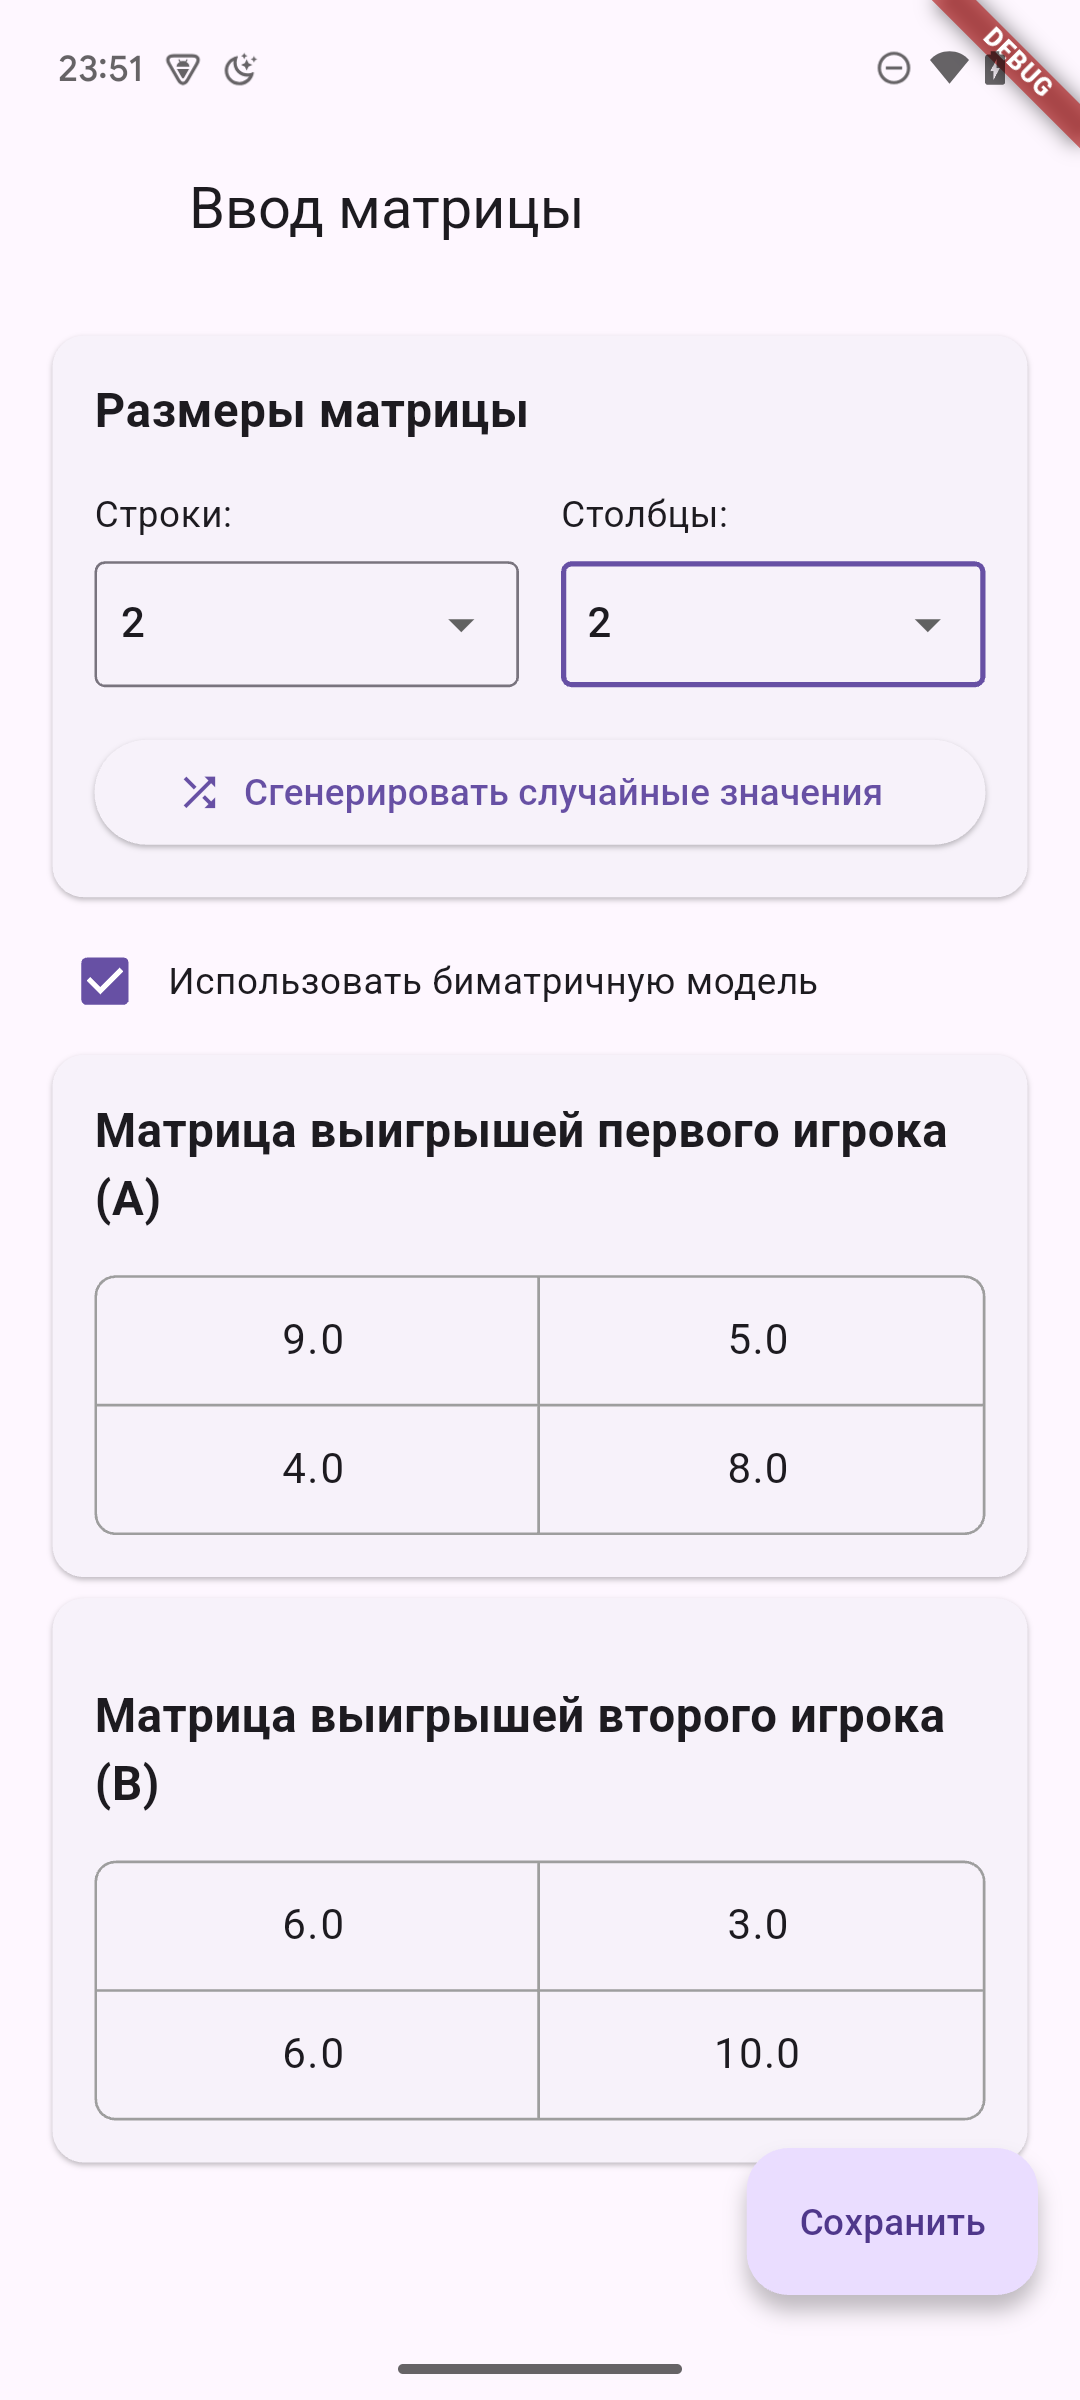 23:51
DEBUG
Ввод матрицы
Размеры матрицы
Строки:
Столбцы:
2
2
Сгенерировать случайные значения
Использовать биматричную модель
Матрица выигрышей первого игрока
(A)
9.0 5.0
4.0 8.0
Матрица выигрышей второго игрока
(B)
6.0 3.0
6.0 10.0
Сохранить